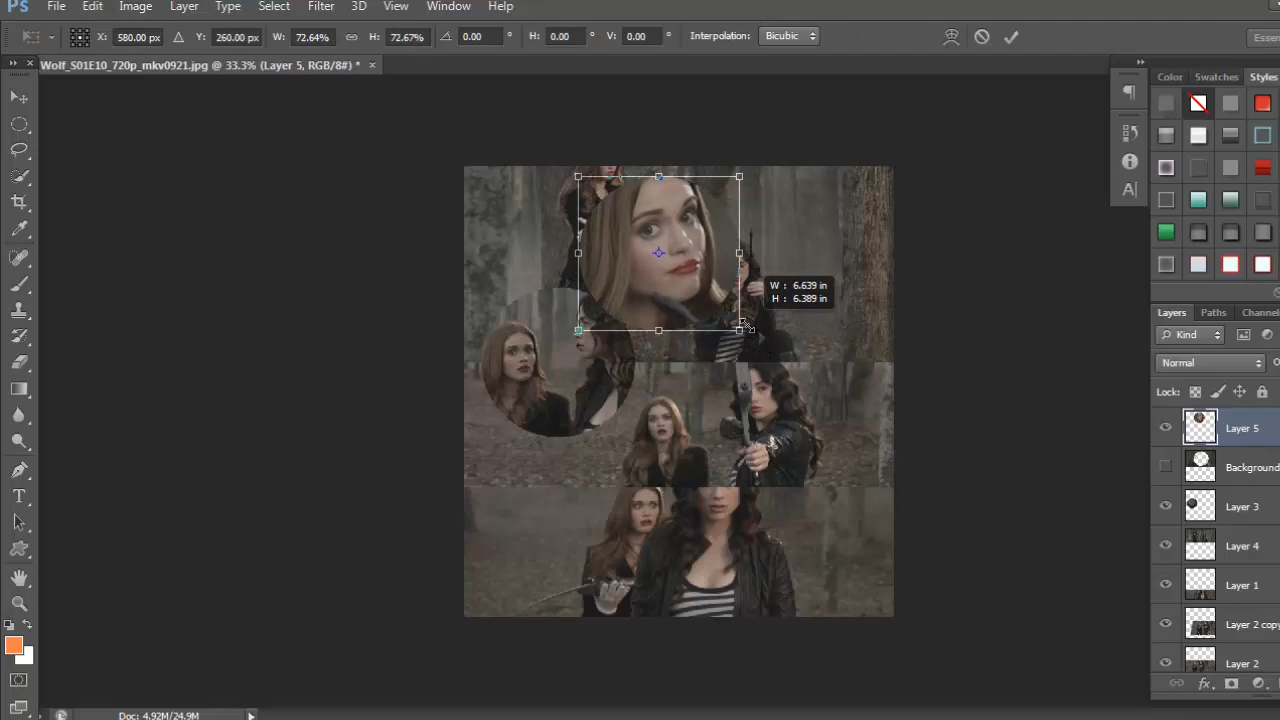 Ps File Edit Image Layer Type Select Filter 3D View Window Help
X: 580.00 px Y: 260.00 px W: 72.64% H: 72.67% 0.00 ° H: 0.00 ° V: 0.00 ° Interpolation: Bicubic Essen
Wolf_S01E10_720p_mkv0921.jpg @ 33.3% (Layer 5, RGB/8#) * ×
Color Swatches Styles
W : 6.639 in
H : 6.389 in
Layers Paths Channel
Kind
Normal
Lock:
Layer 5
Background
Layer 3
Layer 4
Layer 1
Layer 2 copy
Layer 2
fx
Doc: 4.92M/24.9M